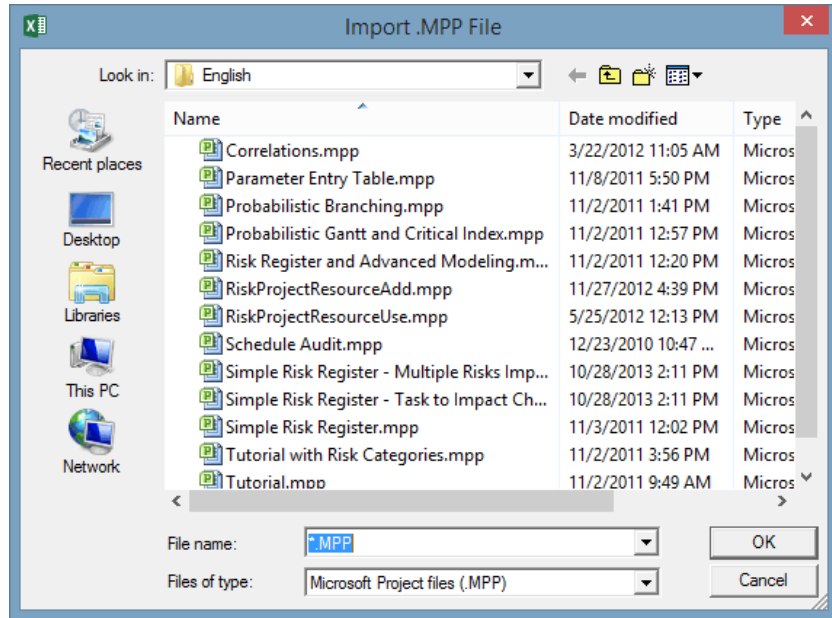 Import .MPP File
Look in: English
Name Date modified Type
Correlations.mpp 3/22/2012 11:05 AM Micros
Parameter Entry Table.mpp 11/8/2011 5:50 PM Micros
Probabilistic Branching.mpp 11/2/2011 1:41 PM Micros
Probabilistic Gantt and Critical Index.mpp 11/2/2011 12:57 PM Micros
Risk Register and Advanced Modeling.m... 11/2/2011 12:20 PM Micros
RiskProjectResourceAdd.mpp 11/27/2012 4:39 PM Micros
RiskProjectResourceUse.mpp 5/25/2012 12:13 PM Micros
Schedule Audit.mpp 12/23/2010 10:47 ... Micros
Simple Risk Register - Multiple Risks Imp... 10/28/2013 2:11 PM Micros
Simple Risk Register - Task to Impact Ch... 10/28/2013 2:11 PM Micros
Simple Risk Register.mpp 11/3/2011 12:02 PM Micros
Tutorial with Risk Categories.mpp 11/2/2011 3:56 PM Micros
Tutorial.mpp 11/2/2011 9:49 AM Micros
Recent places
Desktop
Libraries
This PC
Network
File name: *.MPP OK
Files of type: Microsoft Project files (.MPP) Cancel